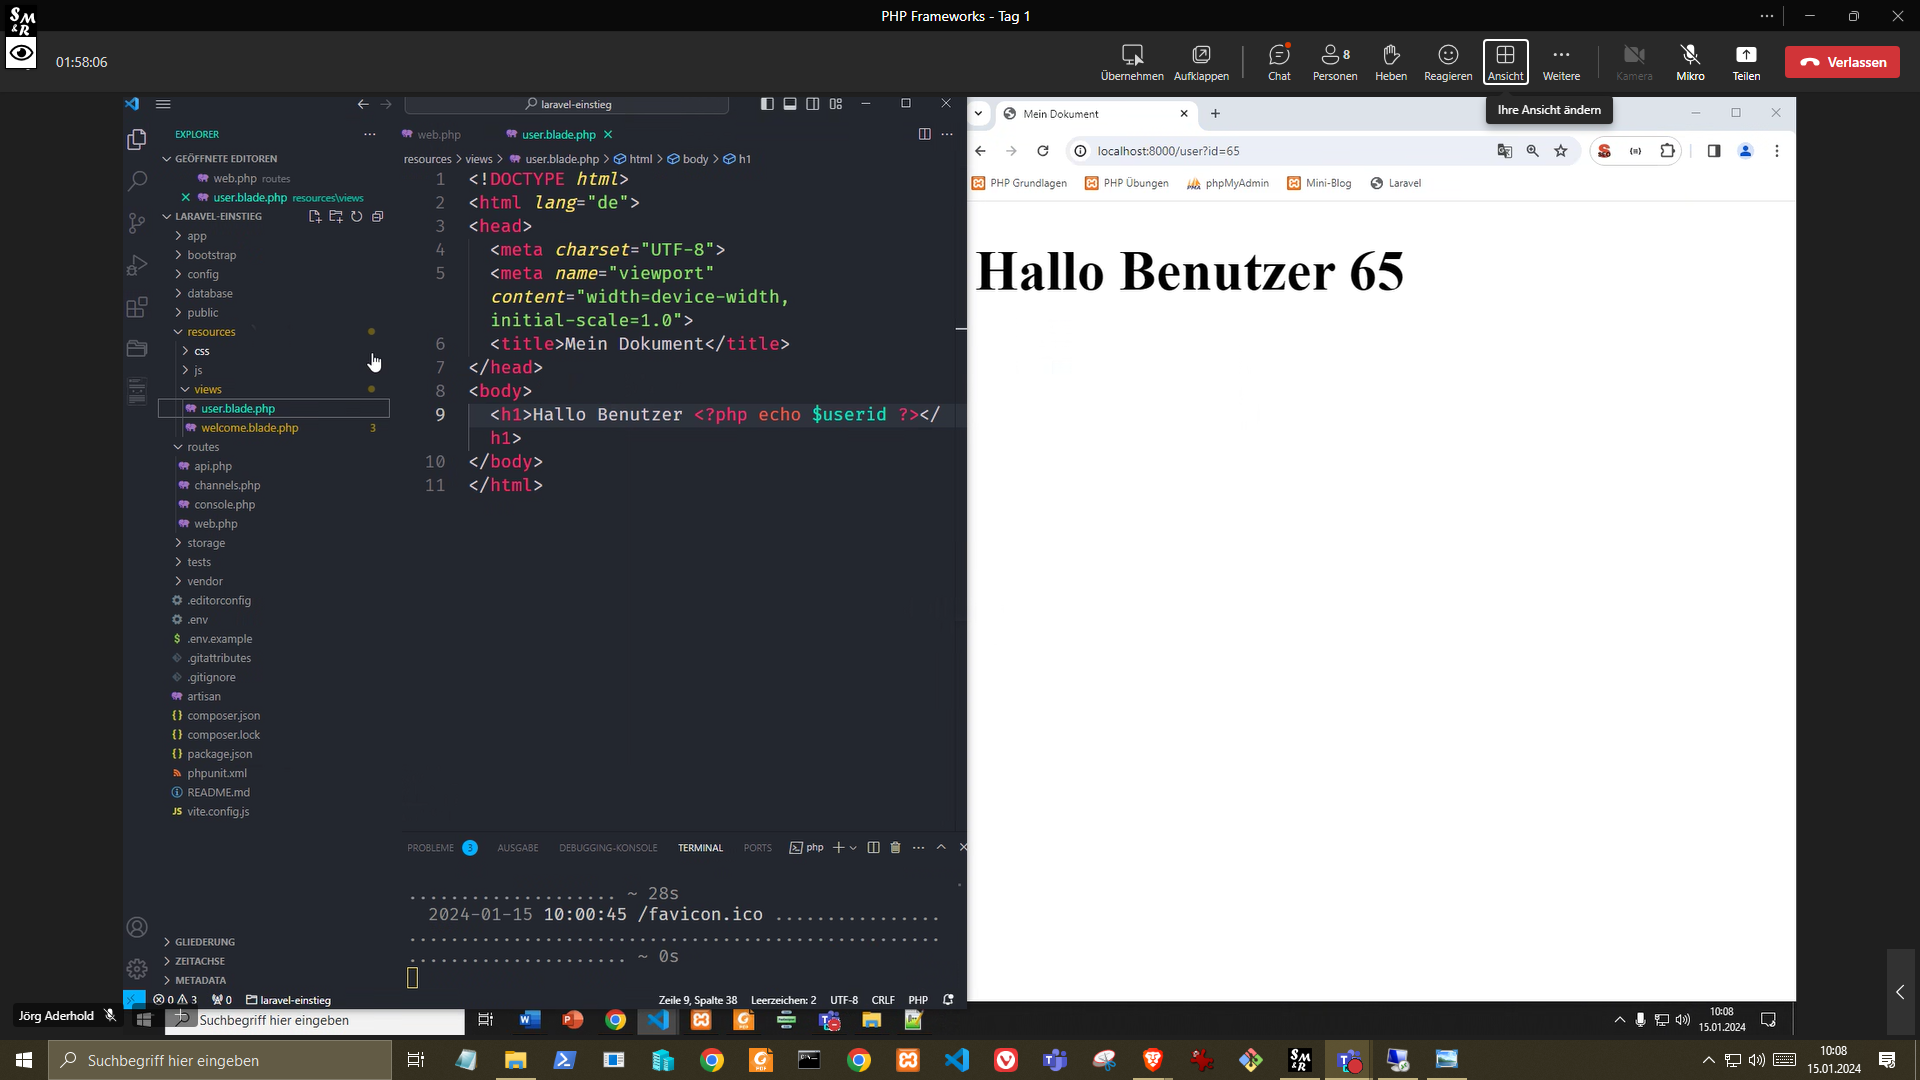 PHP Frameworks - Tag 1
SM
&R
01:58:06
Übernehmen
Aufklappen
Chat
8
Personen
Heben
Reagieren
Ansicht
Weitere
Kamera
Mikro
Teilen
Verlassen
Ihre Ansicht ändern
laravel-einstieg
EXPLORER
GEÖFFNETE EDITOREN
web.php routes
user.blade.php resources\views
LARAVEL-EINSTIEG
app
bootstrap
config
database
public
resources
css
js
views
user.blade.php
welcome.blade.php 3
routes
api.php
channels.php
console.php
web.php
storage
tests
vendor
.editorconfig
.env
.env.example
.gitattributes
.gitignore
artisan
composer.json
composer.lock
package.json
phpunit.xml
README.md
vite.config.js
GLIEDERUNG
ZEITACHSE
METADATA
web.php
user.blade.php
resources > views > user.blade.php > html > body > h1
1 <!DOCTYPE html>
2 <html lang="de">
3 <head>
4 <meta charset="UTF-8">
5 <meta name="viewport"
content="width=device-width,
initial-scale=1.0">
6 <title>Mein Dokument</title>
7 </head>
8 <body>
9 <h1>Hallo Benutzer <?php echo $userid ?></
h1>
10 </body>
11 </html>
PROBLEME 3
AUSGABE
DEBUGGING-KONSOLE
TERMINAL
PORTS
php
.................... ~ 28s
2024-01-15 10:00:45 /favicon.ico ................
...................................................
..................... ~ 0s
0 3 0 laravel-einstieg
Zeile 9, Spalte 38 Leerzeichen: 2 UTF-8 CRLF PHP
Mein Dokument
localhost:8000/user?id=65
PHP Grundlagen
PHP Übungen
phpMyAdmin
Mini-Blog
Laravel
Hallo Benutzer 65
Jörg Aderhold
Suchbegriff hier eingeben
10:08
15.01.2024
Suchbegriff hier eingeben
10:08
15.01.2024